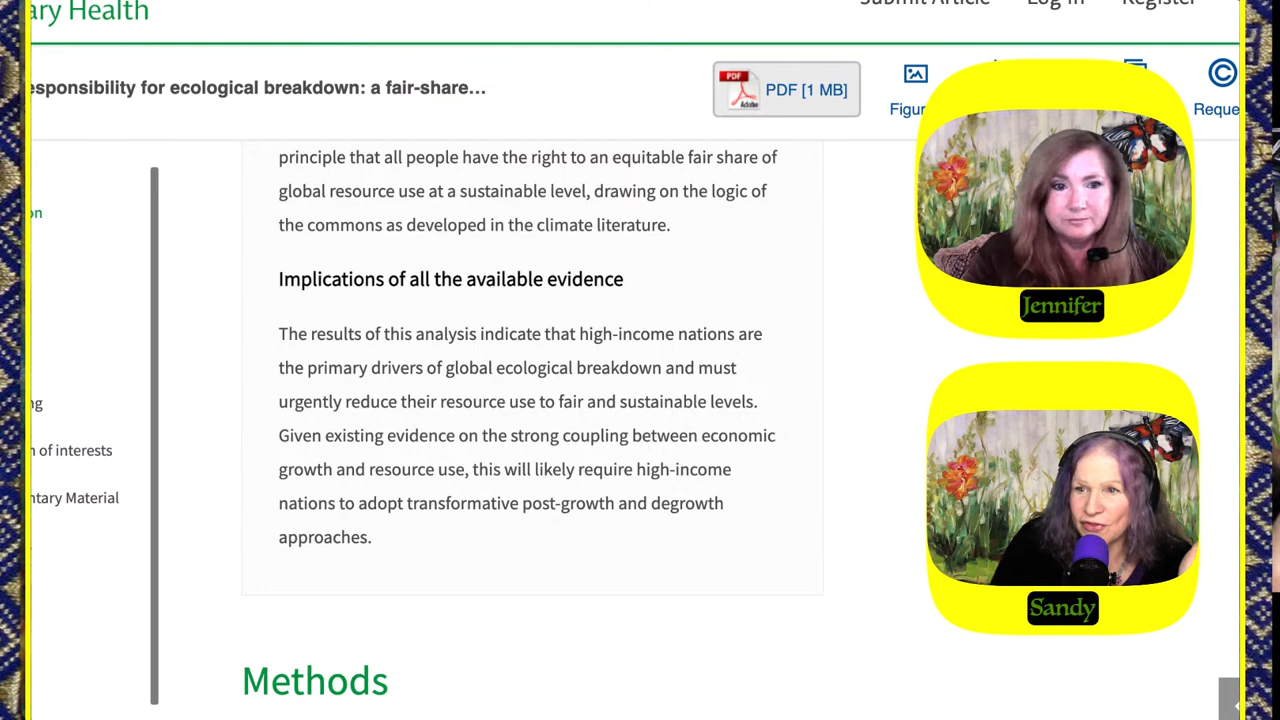 ary Health
Submit Article Log in Register
esponsibility for ecological breakdown: a fair-share…
PDF
Adobe
PDF [1 MB]
Figur
Reque
principle that all people have the right to an equitable fair share of
global resource use at a sustainable level, drawing on the logic of
the commons as developed in the climate literature.
on
Implications of all the available evidence
The results of this analysis indicate that high-income nations are
the primary drivers of global ecological breakdown and must
urgently reduce their resource use to fair and sustainable levels.
Given existing evidence on the strong coupling between economic
growth and resource use, this will likely require high-income
nations to adopt transformative post-growth and degrowth
approaches.
ng
n of interests
ntary Material
Methods
Jennifer
Sandy